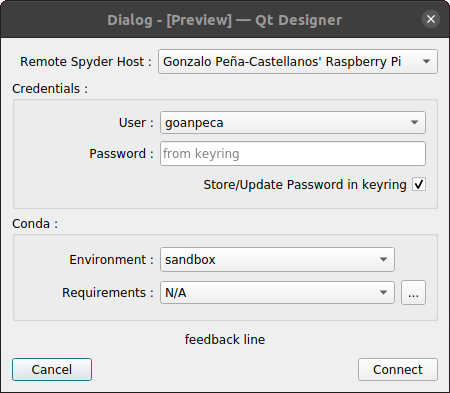 Dialog - [Preview] — Qt Designer
Remote Spyder Host : Gonzalo Peña-Castellanos' Raspberry Pi
Credentials :
User : goanpeca
Password : from keyring
Store/Update Password in keyring
Conda :
Environment : sandbox
Requirements : N/A ...
feedback line
Cancel Connect